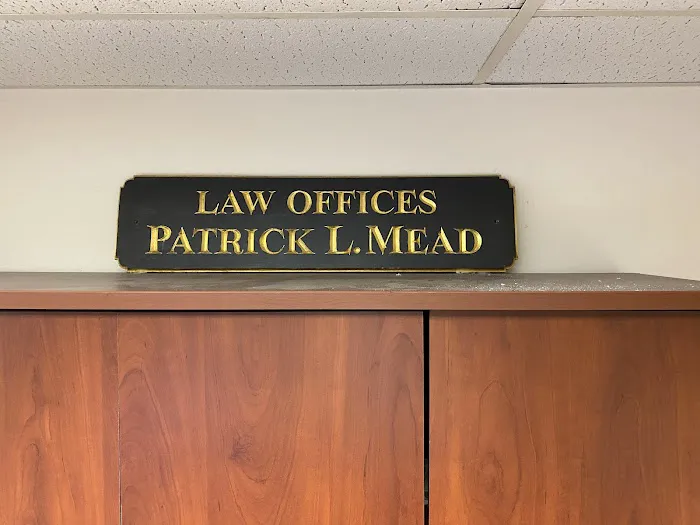 LAW OFFICES
PATRICK L. MEAD